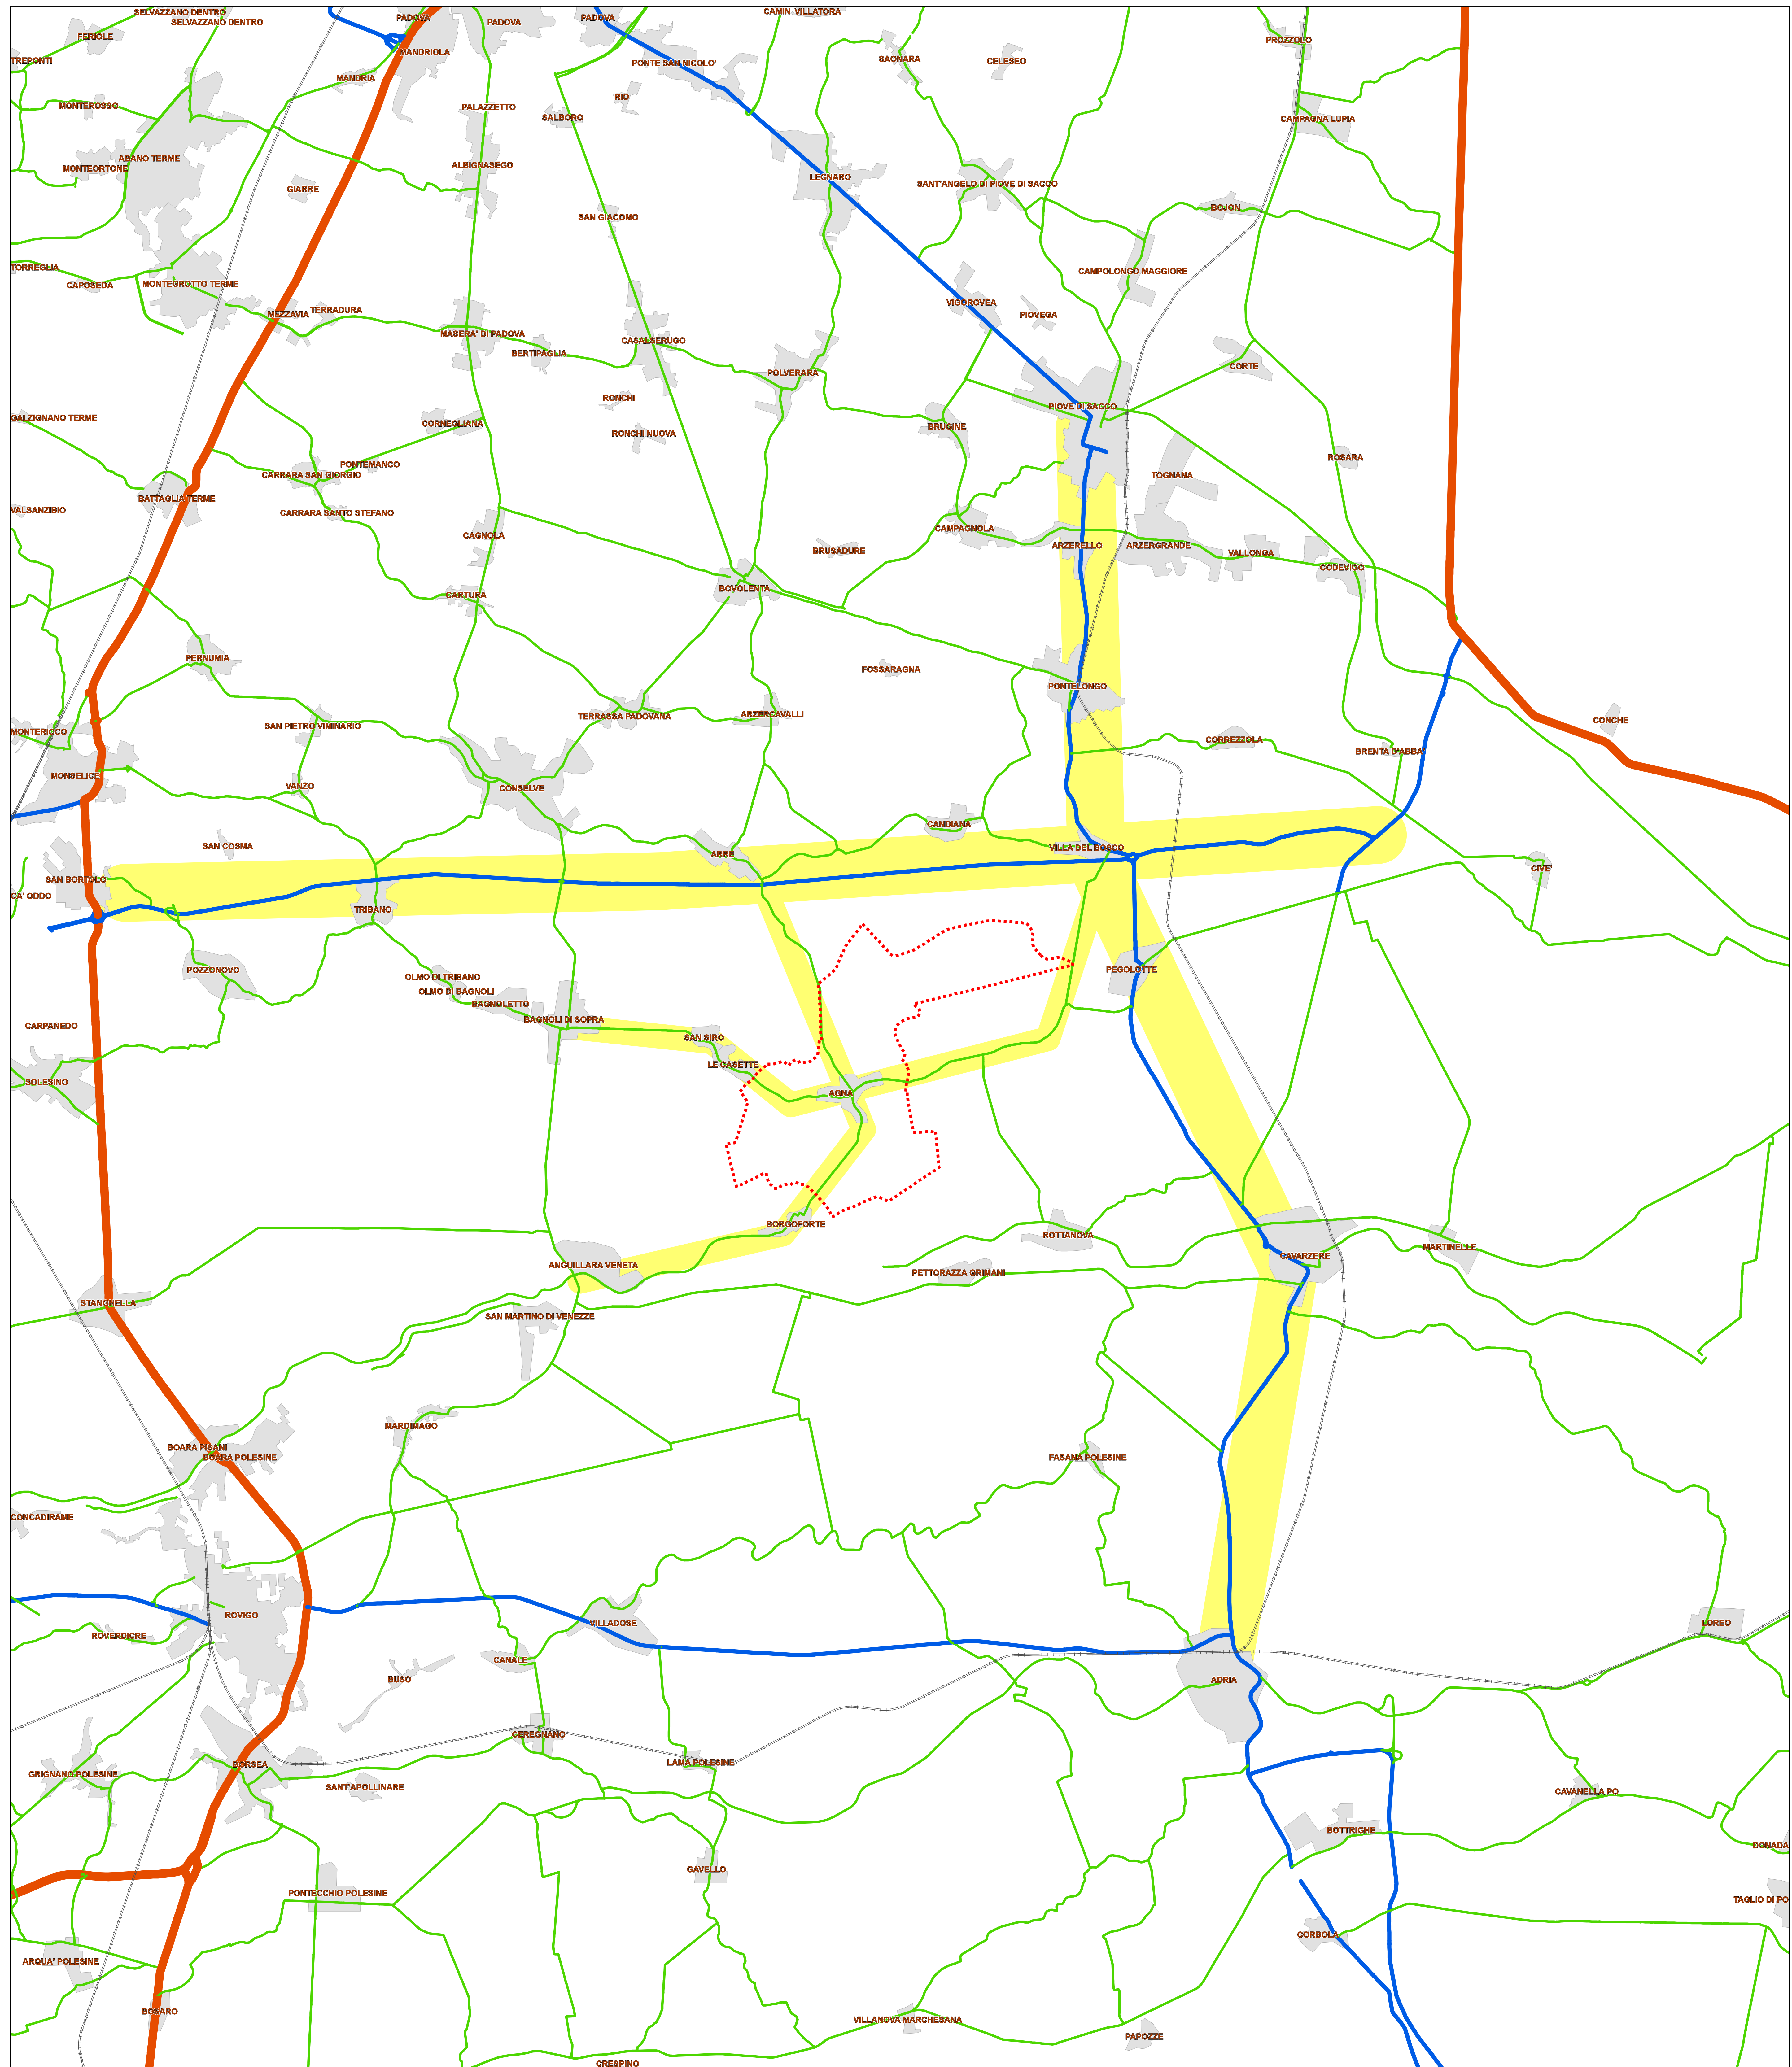 SELVAZZANO DENTRO
SELVAZZANO DENTRO
PADOVA
PADOVA
PADOVA
CAMIN VILLATORA
FERIOLE
MANDRIOLA
PROZZOLO
TREPONTI
MANDRIA
PONTE SAN NICOLO'
SAONARA
CELESEO
MONTEROSSO
PALAZZETTO
RIO
SALBORO
CAMPAGNA LUPIA
ABANO TERME
MONTEORTONE
ALBIGNASEGO
LEGNARO
SANT'ANGELO DI PIOVE DI SACCO
GIARRE
SAN GIACOMO
BOJON
TORREGLIA
CAPOSEDA
MONTEGROTTO TERME
CAMPOLONGO MAGGIORE
MEZZAVIA
TERRADURA
VIGOROVEA
PIOVEGA
MASERA' DI PADOVA
BERTIPAGLIA
CASALSERUGO
POLVERARA
CORTE
RONCHI
PIOVE DI SACCO
GALZIGNANO TERME
CORNEGLIANA
RONCHI NUOVA
BRUGINE
PONTEMANCO
CARRARA SAN GIORGIO
ROSARA
TOGNANA
BATTAGLIA TERME
VALSANZIBIO
CARRARA SANTO STEFANO
CAGNOLA
CAMPAGNOLA
BRUSADURE
ARZERELLO
ARZERGRANDE
VALLONGA
CODEVIGO
CARTURA
BOVOLENTA
PERNUMIA
FOSSARAGNA
PONTELONGO
MONTERICCO
SAN PIETRO VIMINARIO
TERRASSA PADOVANA
ARZERCAVALLI
CONCHE
CORREZZOLA
BRENTA D'ABBA'
MONSELICE
VANZO
CONSELVE
CANDIANA
SAN COSMA
ARRE
VILLA DEL BOSCO
CIVE'
SAN BORTOLO
CA' ODDO
TRIBANO
POZZONOVO
OLMO DI TRIBANO
OLMO DI BAGNOLI
BAGNOLETTO
PEGOLOTTE
BAGNOLI DI SOPRA
CARPANEDO
SAN SIRO
LE CASETTE
SOLESINO
AGNA
BORGOFORTE
ROTTANOVA
MARTINELLE
CAVARZERE
ANGUILLARA VENETA
PETTORAZZA GRIMANI
STANGHELLA
SAN MARTINO DI VENEZZE
MARDIMAGO
BOARA PISANI
BOARA POLESINE
FASANA POLESINE
CONCADIRAME
ROVIGO
VILLADOSE
LOREO
ROVERDICRE
CANALE
BUSO
ADRIA
CEREGNANO
BORSEA
LAMA POLESINE
GRIGNANO POLESINE
SANT'APOLLINARE
CAVANELLA PO
BOTTRIGHE
DONADA
GAVELLO
PONTECCHIO POLESINE
TAGLIO DI PO
CORBOLA
ARQUA' POLESINE
BOSARO
VILLANOVA MARCHESANA
PAPOZZE
CRESPINO